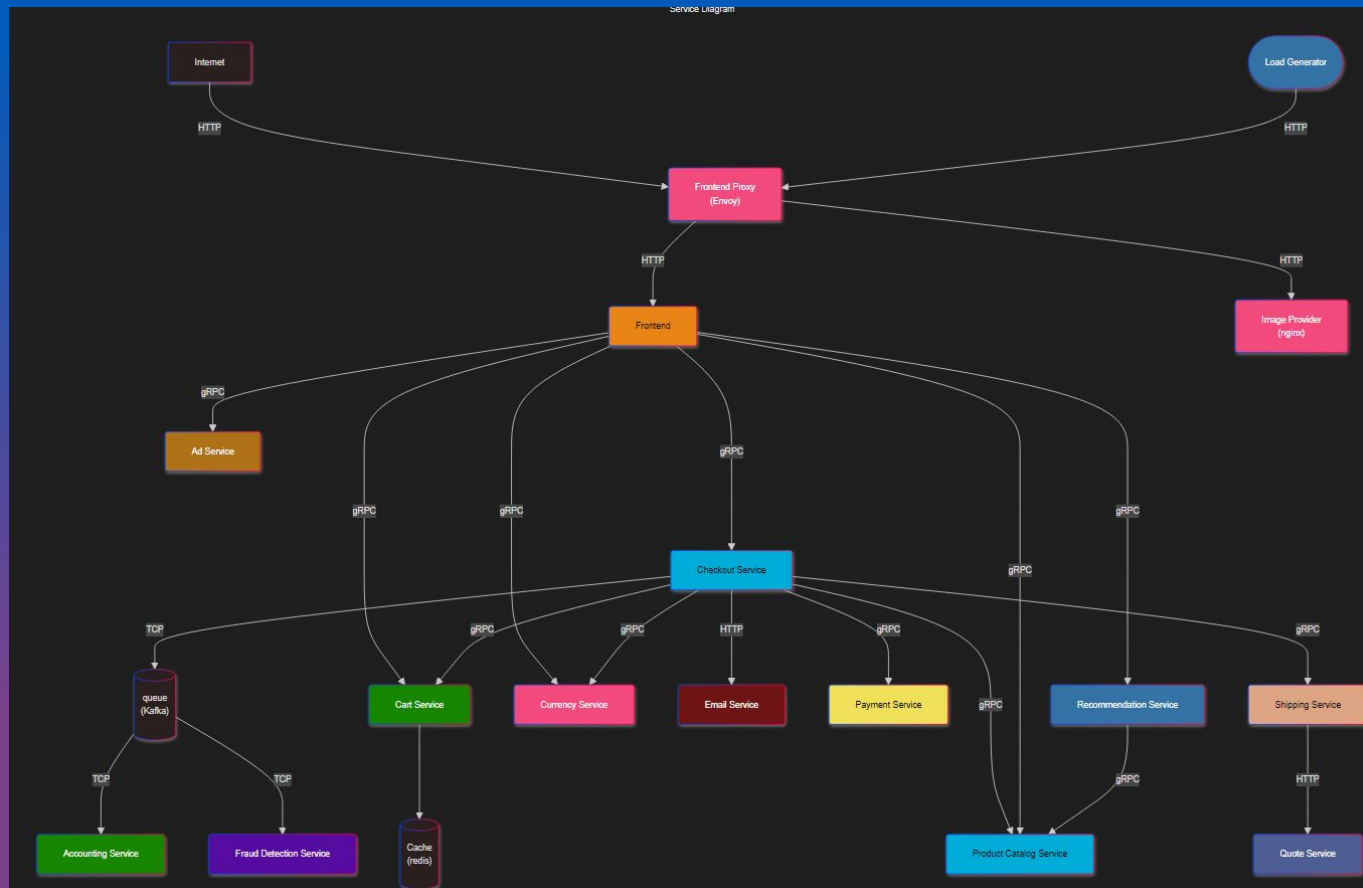 Service Diagram
Internet
Load Generator
HTTP
HTTP
Frontend Proxy
(Envoy)
HTTP
HTTP
Frontend
Image Provider
(nginx)
gRPC
Ad Service
gRPC
gRPC
gRPC
gRPC
Checkout Service
gRPC
TCP
gRPC
gRPC
HTTP
gRPC
gRPC
queue
(Kafka)
Cart Service
Currency Service
Email Service
Payment Service
gRPC
Recommendation Service
Shipping Service
TCP
TCP
gRPC
HTTP
Accounting Service
Fraud Detection Service
Cache
(redis)
Product Catalog Service
Quote Service